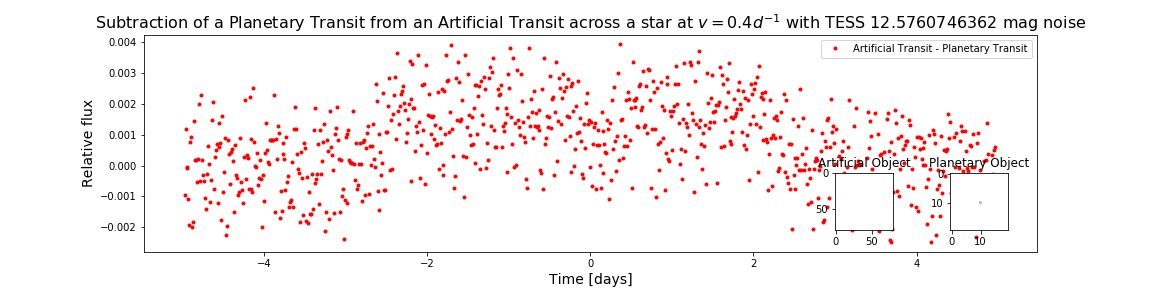 Subtraction of a Planetary Transit from an Artificial Transit across a star at v = 0.4d⁻¹ with TESS 12.5760746362 mag noise
Artificial Transit - Planetary Transit
Relative flux
0.004
0.003
0.002
0.001
0.000
−0.001
−0.002
Artificial Object
0
50
0 50
Planetary Object
0
10
0 10
−4 −2 0 2 4
Time [days]